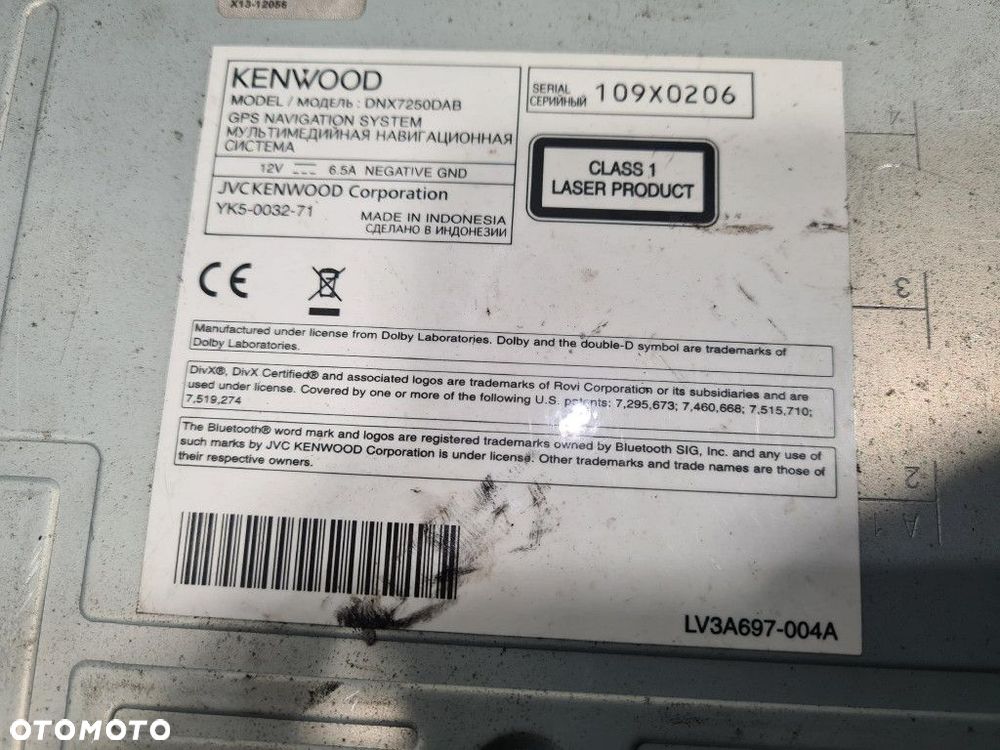 X13-12056
KENWOOD
MODEL / МОДЕЛЬ : DNX7250DAB
GPS NAVIGATION SYSTEM
МУЛЬТИМЕДИЙНАЯ НАВИГАЦИОННАЯ
СИСТЕМА
12V 6.5A NEGATIVE GND
JVCKENWOOD Corporation
YK5-0032-71
MADE IN INDONESIA
СДЕЛАНО В ИНДОНЕЗИИ
SERIAL
СЕРИЙНЫЙ
109X0206
CLASS 1
LASER PRODUCT
CE
Manufactured under license from Dolby Laboratories. Dolby and the double-D symbol are trademarks of
Dolby Laboratories.
DivX®, DivX Certified® and associated logos are trademarks of Rovi Corporation or its subsidiaries and are
used under license. Covered by one or more of the following U.S. patents: 7,295,673; 7,460,668; 7,515,710;
7,519,274
The Bluetooth® word mark and logos are registered trademarks owned by Bluetooth SIG, Inc. and any use of
such marks by JVC KENWOOD Corporation is under license. Other trademarks and trade names are those of
their respective owners.
LV3A697-004A
4
3
2
A 1
OTOMOTO